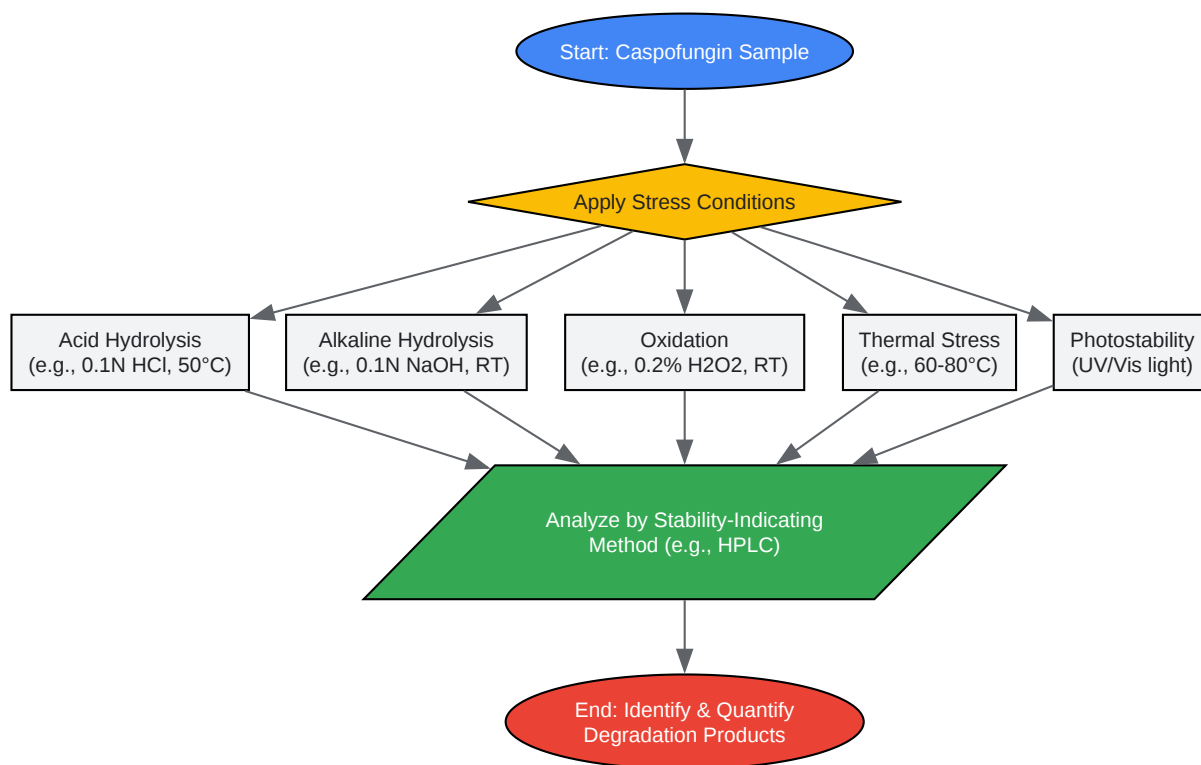 Start: Caspofungin Sample
Apply Stress Conditions
Acid Hydrolysis
(e.g., 0.1N HCl, 50°C)
Alkaline Hydrolysis
(e.g., 0.1N NaOH, RT)
Oxidation
(e.g., 0.2% H2O2, RT)
Thermal Stress
(e.g., 60-80°C)
Photostability
(UV/Vis light)
Analyze by Stability-Indicating
Method (e.g., HPLC)
End: Identify & Quantify
Degradation Products